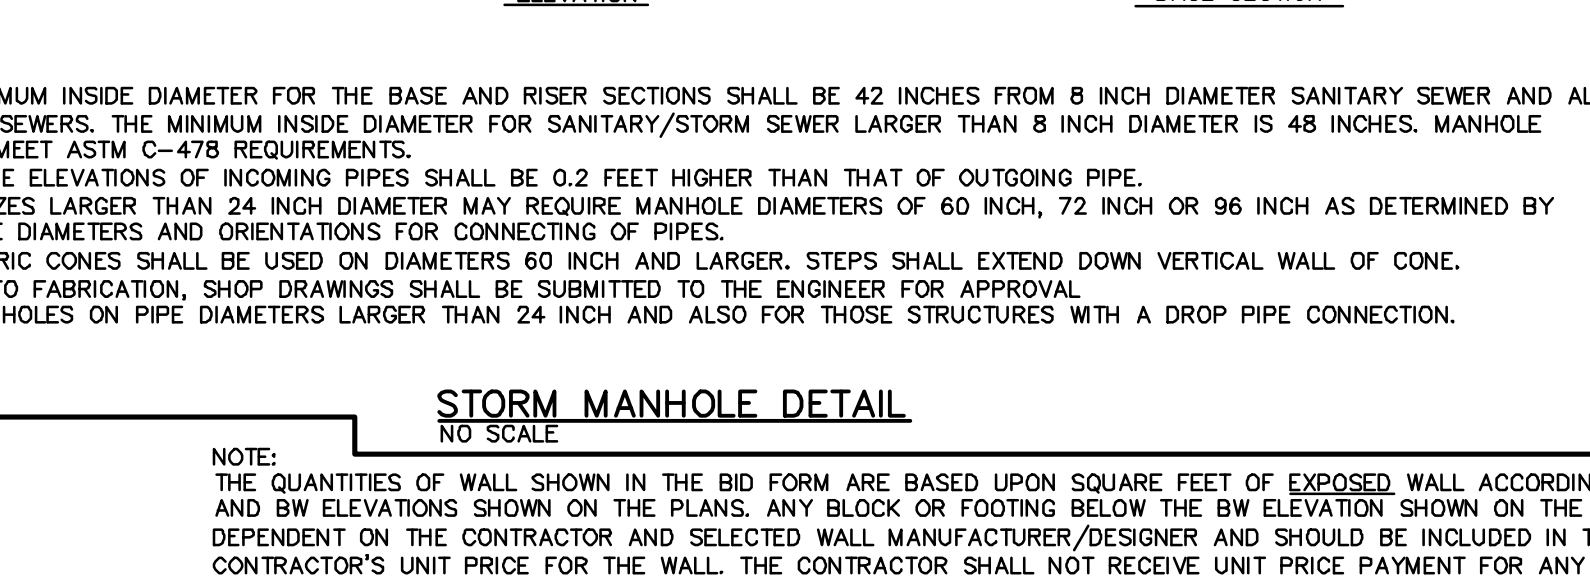 ELEVATION
MUM INSIDE DIAMETER FOR THE BASE AND RISER SECTIONS SHALL BE 42 INCHES FROM 8 INCH DIAMETER SANITARY SEWER AND AL
SEWERS. THE MINIMUM INSIDE DIAMETER FOR SANITARY/STORM SEWER LARGER THAN 8 INCH DIAMETER IS 48 INCHES. MANHOLE
MEET ASTM C-478 REQUIREMENTS.
E ELEVATIONS OF INCOMING PIPES SHALL BE 0.2 FEET HIGHER THAN THAT OF OUTGOING PIPE.
ZES LARGER THAN 24 INCH DIAMETER MAY REQUIRE MANHOLE DIAMETERS OF 60 INCH, 72 INCH OR 96 INCH AS DETERMINED BY
E DIAMETERS AND ORIENTATIONS FOR CONNECTING OF PIPES.
RIC CONES SHALL BE USED ON DIAMETERS 60 INCH AND LARGER. STEPS SHALL EXTEND DOWN VERTICAL WALL OF CONE.
TO FABRICATION, SHOP DRAWINGS SHALL BE SUBMITTED TO THE ENGINEER FOR APPROVAL
HOLES ON PIPE DIAMETERS LARGER THAN 24 INCH AND ALSO FOR THOSE STRUCTURES WITH A DROP PIPE CONNECTION.
STORM MANHOLE DETAIL
NO SCALE
NOTE:
THE QUANTITIES OF WALL SHOWN IN THE BID FORM ARE BASED UPON SQUARE FEET OF EXPOSED WALL ACCORDIN
AND BW ELEVATIONS SHOWN ON THE PLANS. ANY BLOCK OR FOOTING BELOW THE BW ELEVATION SHOWN ON THE
DEPENDENT ON THE CONTRACTOR AND SELECTED WALL MANUFACTURER/DESIGNER AND SHOULD BE INCLUDED IN T
CONTRACTOR'S UNIT PRICE FOR THE WALL. THE CONTRACTOR SHALL NOT RECEIVE UNIT PRICE PAYMENT FOR ANY